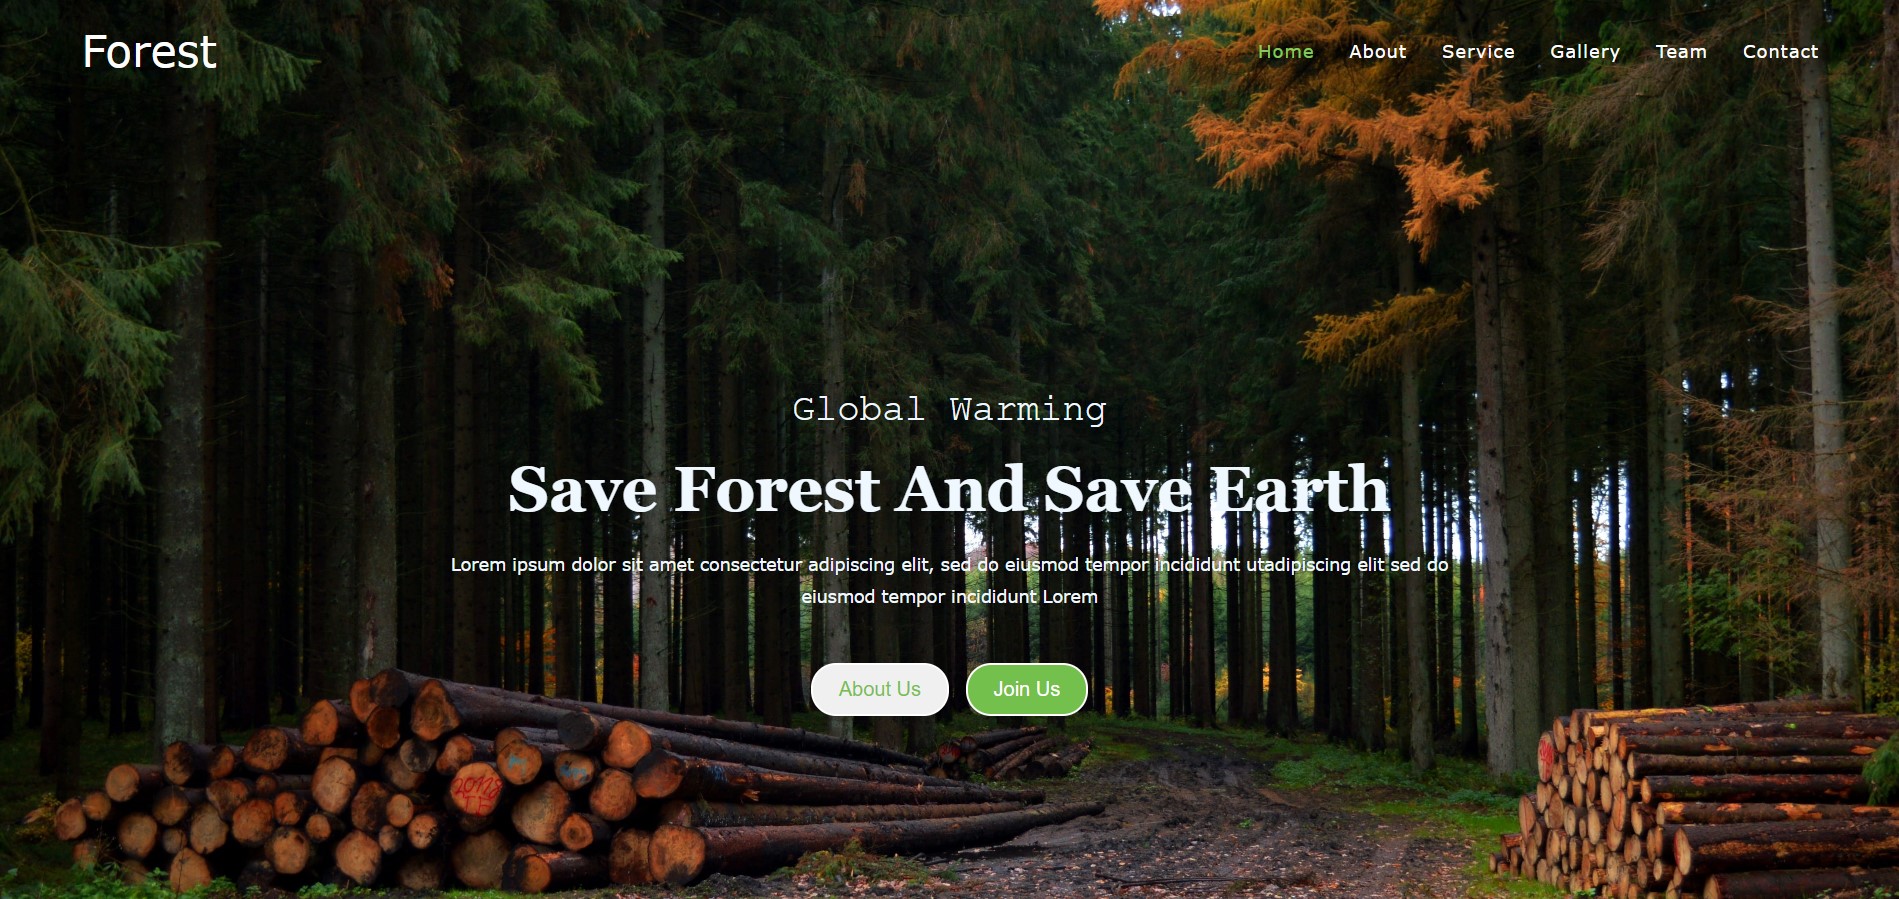 Forest
Home About Service Gallery Team Contact
Global Warming
Save Forest And Save Earth
Lorem ipsum dolor sit amet consectetur adipiscing elit, sed do eiusmod tempor incididunt utadipiscing elit sed do
eiusmod tempor incididunt Lorem
About Us Join Us